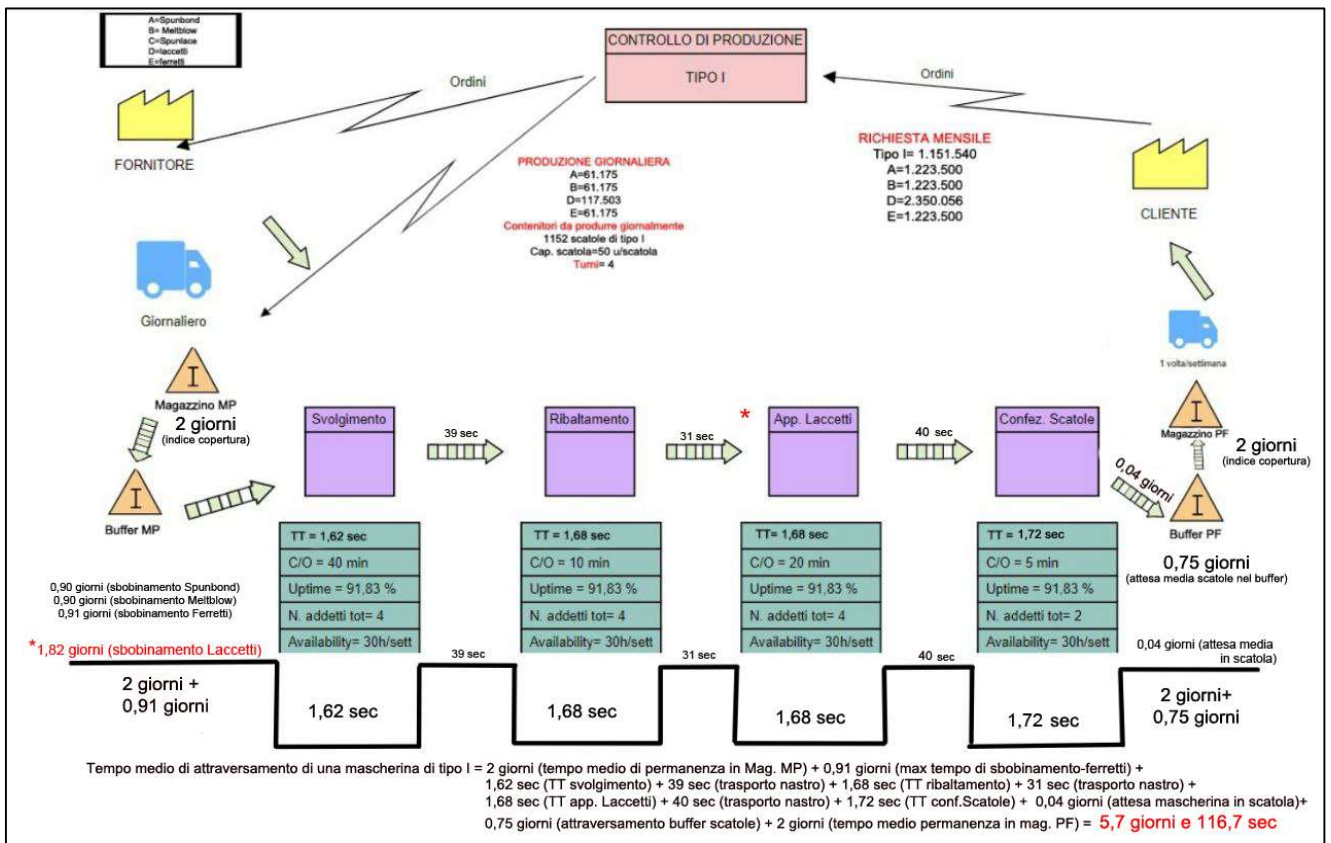 A=Spunbond
B= Meltblow
C=Spunlace
D=laccetti
E=ferretti
CONTROLLO DI PRODUZIONE
TIPO I
Ordini
Ordini
FORNITORE
RICHIESTA MENSILE
Tipo I= 1.151.540
A=1.223.500
B=1.223.500
D=2.350.056
E=1.223.500
PRODUZIONE GIORNALIERA
A=61.175
B=61.175
D=117.503
E=61.175
Contenitori da produrre giornalmente
1152 scatole di tipo I
Cap. scatola=50 u/scatola
Turni= 4
CLIENTE
Giornaliero
1 volta/settimana
I
Magazzino MP
2 giorni
(indice copertura)
I
Buffer MP
Svolgimento
39 sec
Ribaltamento
31 sec
*
App. Laccetti
40 sec
Confez. Scatole
0,04 giorni
I
Magazzino PF
2 giorni
(indice copertura)
I
Buffer PF
0,75 giorni
(attesa media scatole nel buffer)
TT = 1,62 sec
C/O = 40 min
Uptime = 91,83 %
N. addetti tot= 4
Availability= 30h/sett
TT = 1,68 sec
C/O = 10 min
Uptime = 91,83 %
N. addetti tot= 4
Availability= 30h/sett
TT= 1,68 sec
C/O = 20 min
Uptime = 91,83 %
N. addetti tot= 4
Availability= 30h/sett
TT = 1,72 sec
C/O = 5 min
Uptime = 91,83 %
N. addetti tot= 2
Availability= 30h/sett
0,90 giorni (sbobinamento Spunbond)
0,90 giorni (sbobinamento Meltblow)
0,91 giorni (sbobinamento Ferretti)
*1,82 giorni (sbobinamento Laccetti)
39 sec
31 sec
40 sec
0,04 giorni (attesa media
in scatola)
2 giorni +
0,91 giorni
1,62 sec
1,68 sec
1,68 sec
1,72 sec
2 giorni+
0,75 giorni
Tempo medio di attraversamento di una mascherina di tipo I = 2 giorni (tempo medio di permanenza in Mag. MP) + 0,91 giorni (max tempo di sbobinamento-ferretti) +
1,62 sec (TT svolgimento) + 39 sec (trasporto nastro) + 1,68 sec (TT ribaltamento) + 31 sec (trasporto nastro) +
1,68 sec (TT app. Laccetti) + 40 sec (trasporto nastro) + 1,72 sec (TT conf.Scatole) + 0,04 giorni (attesa mascherina in scatola)+
0,75 giorni (attraversamento buffer scatole) + 2 giorni (tempo medio permanenza in mag. PF) = 5,7 giorni e 116,7 sec